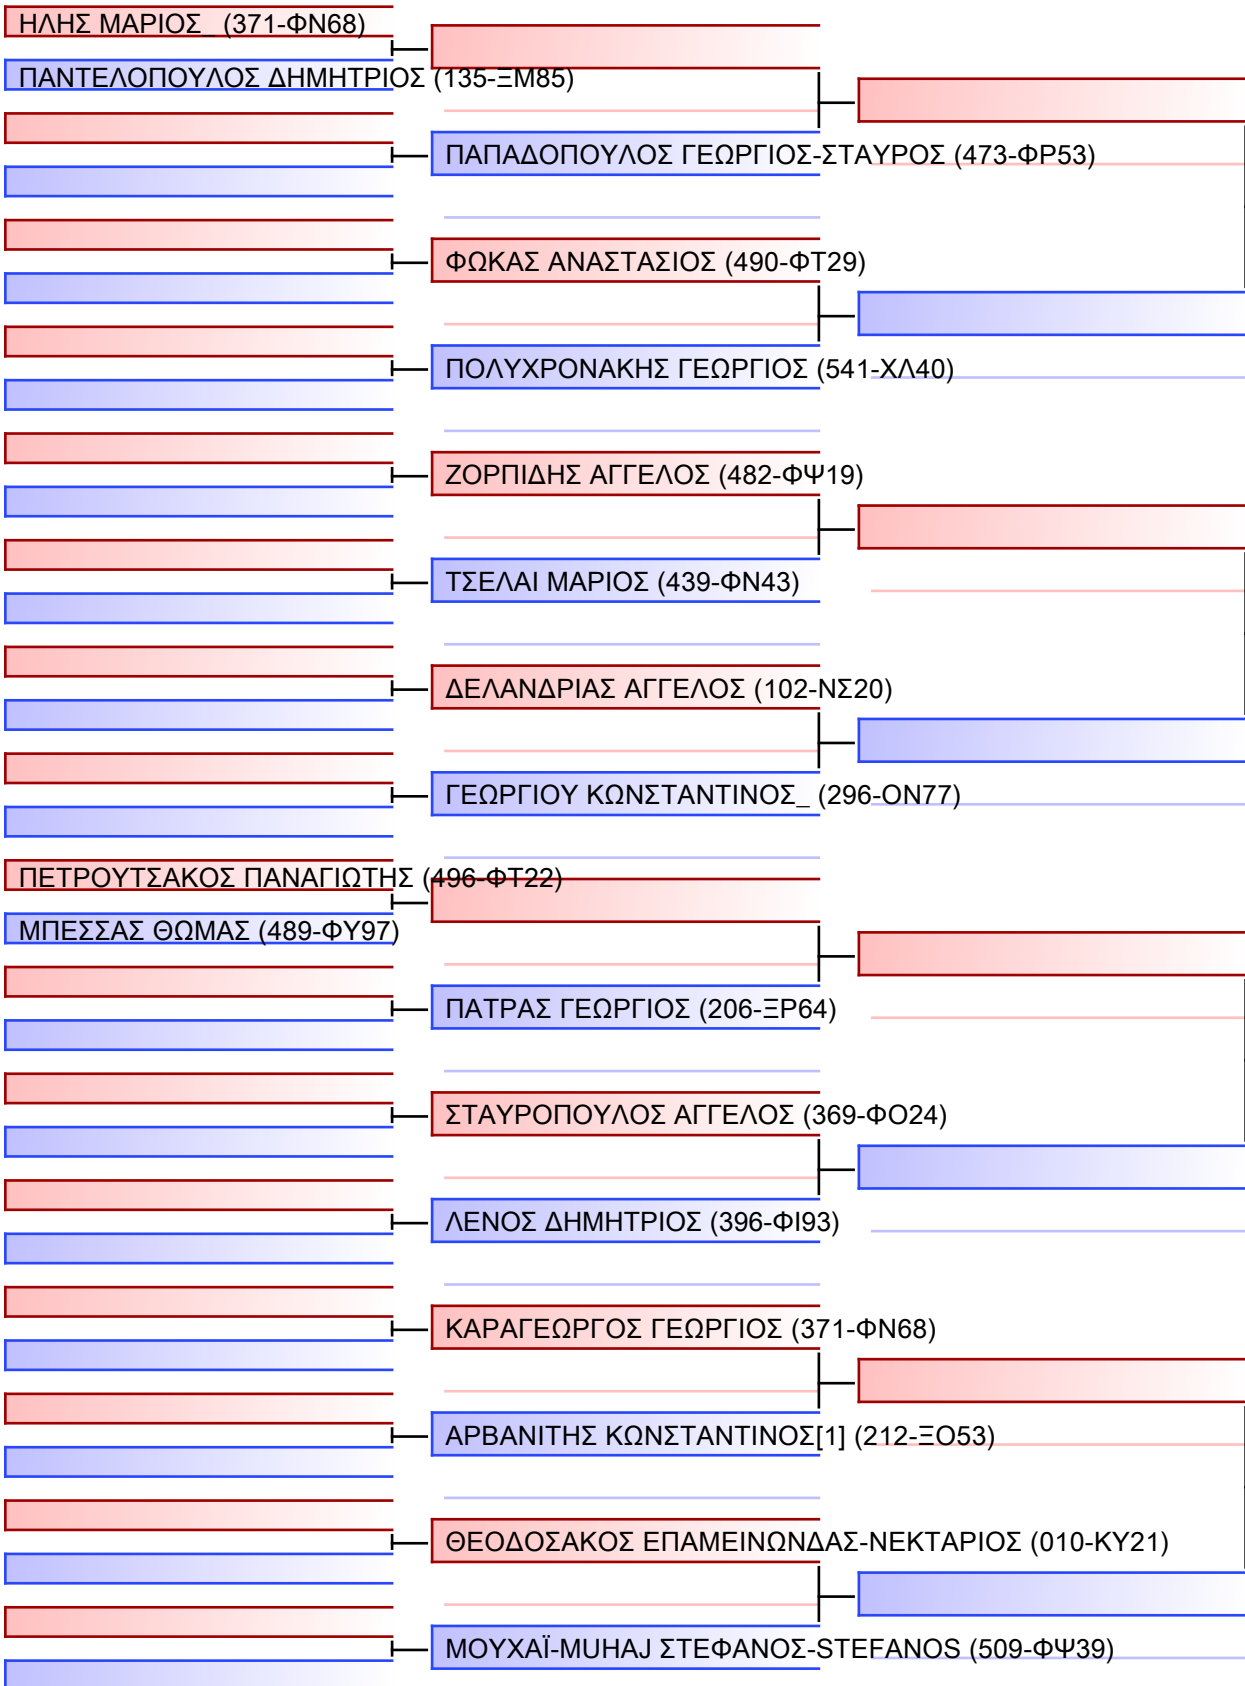 ΗΛΗΣ ΜΑΡΙΟΣ_ (371-ΦΝ68)
ΠΑΝΤΕΛΟΠΟΥΛΟΣ ΔΗΜΗΤΡΙΟΣ (135-ΞΜ85)
ΠΑΠΑΔΟΠΟΥΛΟΣ ΓΕΩΡΓΙΟΣ-ΣΤΑΥΡΟΣ (473-ΦΡ53)
ΦΩΚΑΣ ΑΝΑΣΤΑΣΙΟΣ (490-ΦΤ29)
ΠΟΛΥΧΡΟΝΑΚΗΣ ΓΕΩΡΓΙΟΣ (541-ΧΛ40)
ΖΟΡΠΙΔΗΣ ΑΓΓΕΛΟΣ (482-ΦΨ19)
ΤΣΕΛΑΙ ΜΑΡΙΟΣ (439-ΦΝ43)
ΔΕΛΑΝΔΡΙΑΣ ΑΓΓΕΛΟΣ (102-ΝΣ20)
ΓΕΩΡΓΙΟΥ ΚΩΝΣΤΑΝΤΙΝΟΣ_ (296-ΟΝ77)
ΠΕΤΡΟΥΤΣΑΚΟΣ ΠΑΝΑΓΙΩΤΗΣ (496-ΦΤ22)
ΜΠΕΣΣΑΣ ΘΩΜΑΣ (489-ΦΥ97)
ΠΑΤΡΑΣ ΓΕΩΡΓΙΟΣ (206-ΞΡ64)
ΣΤΑΥΡΟΠΟΥΛΟΣ ΑΓΓΕΛΟΣ (369-ΦΟ24)
ΛΕΝΟΣ ΔΗΜΗΤΡΙΟΣ (396-ΦΙ93)
ΚΑΡΑΓΕΩΡΓΟΣ ΓΕΩΡΓΙΟΣ (371-ΦΝ68)
ΑΡΒΑΝΙΤΗΣ ΚΩΝΣΤΑΝΤΙΝΟΣ[1] (212-ΞΟ53)
ΘΕΟΔΟΣΑΚΟΣ ΕΠΑΜΕΙΝΩΝΔΑΣ-ΝΕΚΤΑΡΙΟΣ (010-ΚΥ21)
ΜΟΥΧΑΪ-MUHAJ ΣΤΕΦΑΝΟΣ-STEFANOS (509-ΦΨ39)